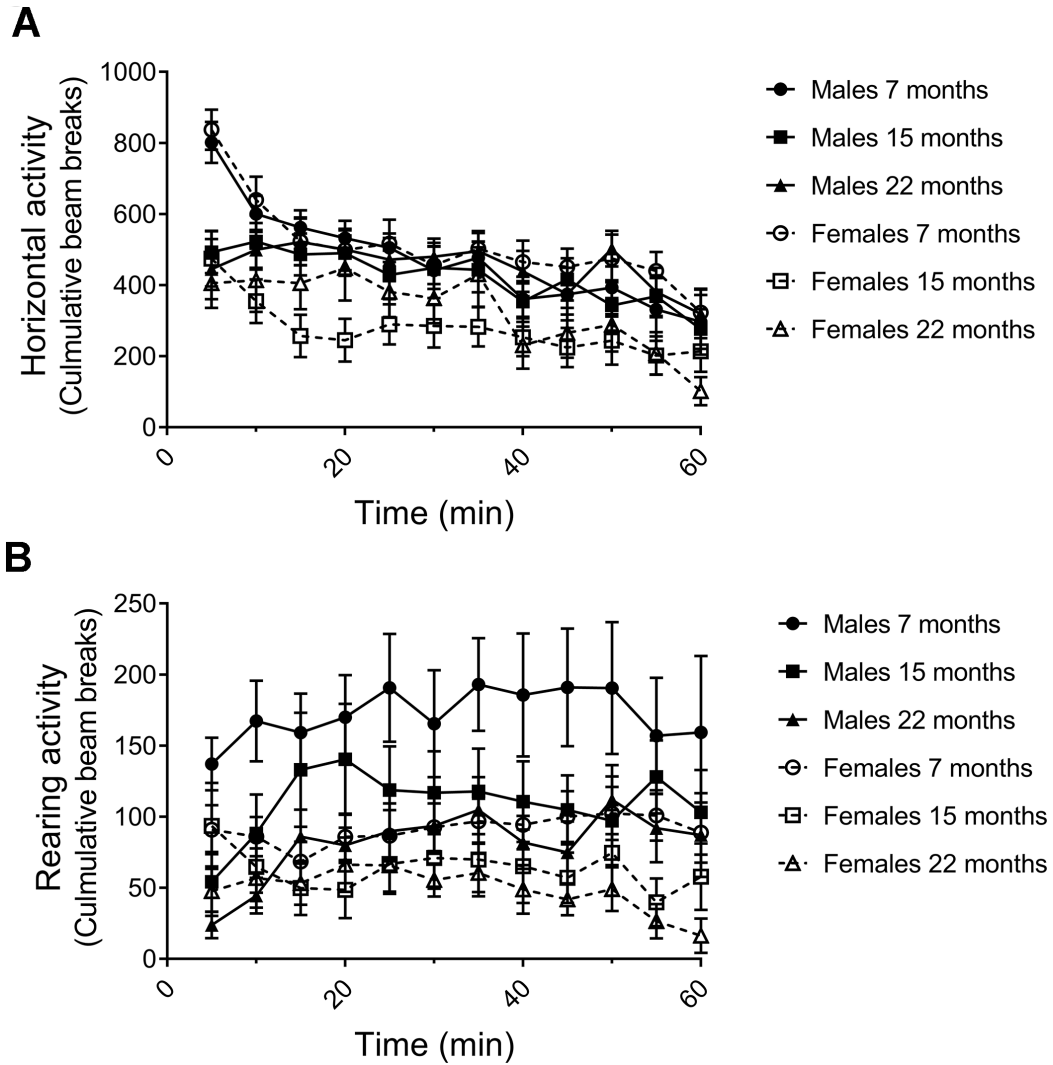 A
Horizontal activity
(Culmulative beam breaks)
1000
800
600
400
200
0
0
20
40
60
Time (min)
Males 7 months
Males 15 months
Males 22 months
Females 7 months
Females 15 months
Females 22 months
B
Rearing activity
(Culmulative beam breaks)
250
200
150
100
50
0
0
20
40
60
Time (min)
Males 7 months
Males 15 months
Males 22 months
Females 7 months
Females 15 months
Females 22 months